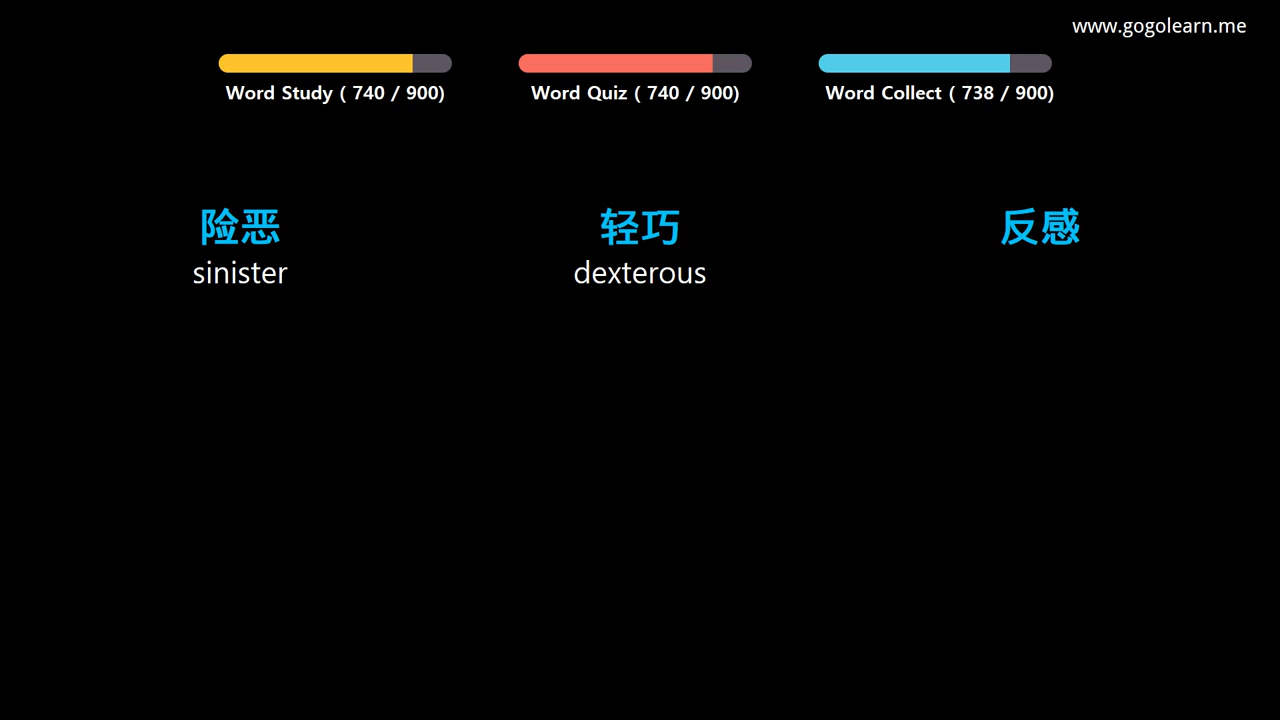 www.gogolearn.me
Word Study ( 740 / 900)
Word Quiz ( 740 / 900)
Word Collect ( 738 / 900)
险恶
sinister
轻巧
dexterous
反感